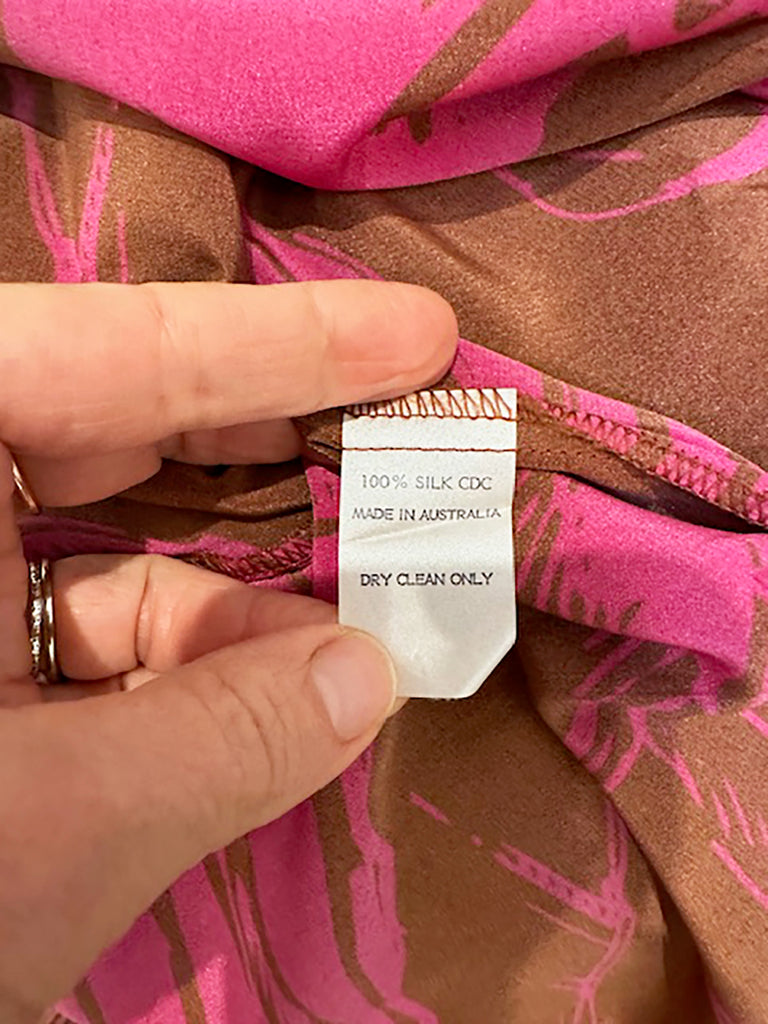 100% SILK CDC
MADE IN AUSTRALIA
DRY CLEAN ONLY